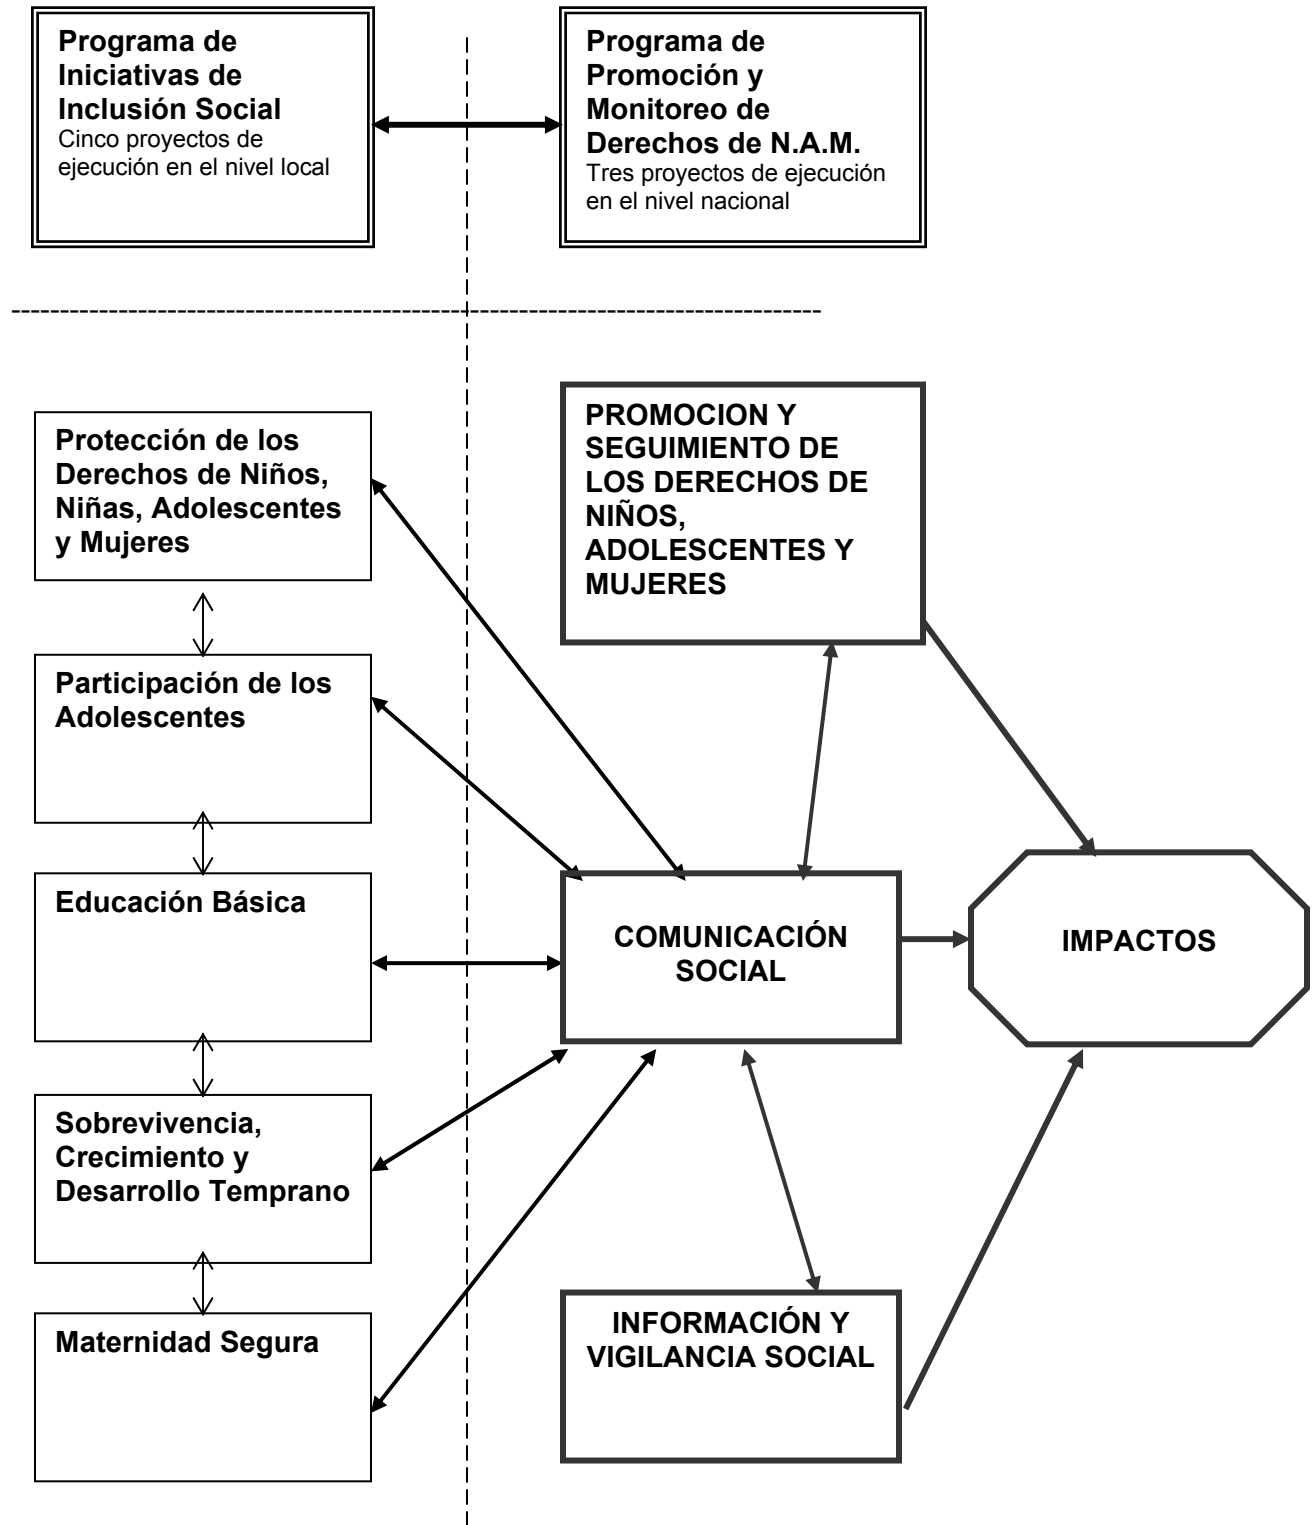 Programa de
Iniciativas de
Inclusión Social
Cinco proyectos de
ejecución en el nivel local
Programa de
Promoción y
Monitoreo de
Derechos de N.A.M.
Tres proyectos de ejecución
en el nivel nacional
Protección de los
Derechos de Niños,
Niñas, Adolescentes
y Mujeres
Participación de los
Adolescentes
Educación Básica
Sobrevivencia,
Crecimiento y
Desarrollo Temprano
Maternidad Segura
PROMOCION Y
SEGUIMIENTO DE
LOS DERECHOS DE
NIÑOS,
ADOLESCENTES Y
MUJERES
COMUNICACIÓN
SOCIAL
INFORMACIÓN Y
VIGILANCIA SOCIAL
IMPACTOS